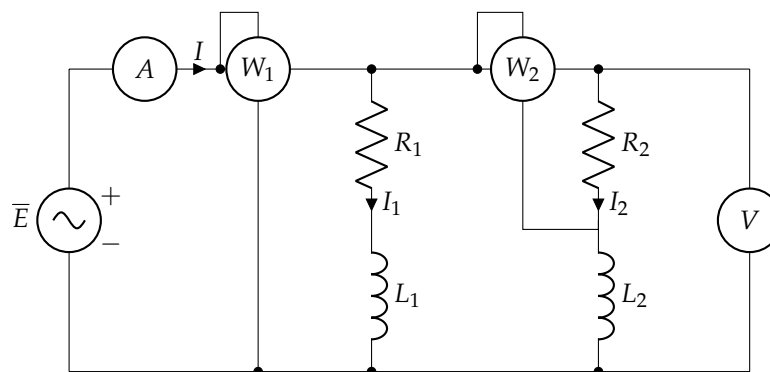 A
I
W₁
W₂
R₁
R₂
E̅
+
−
I₁
I₂
V
L₁
L₂